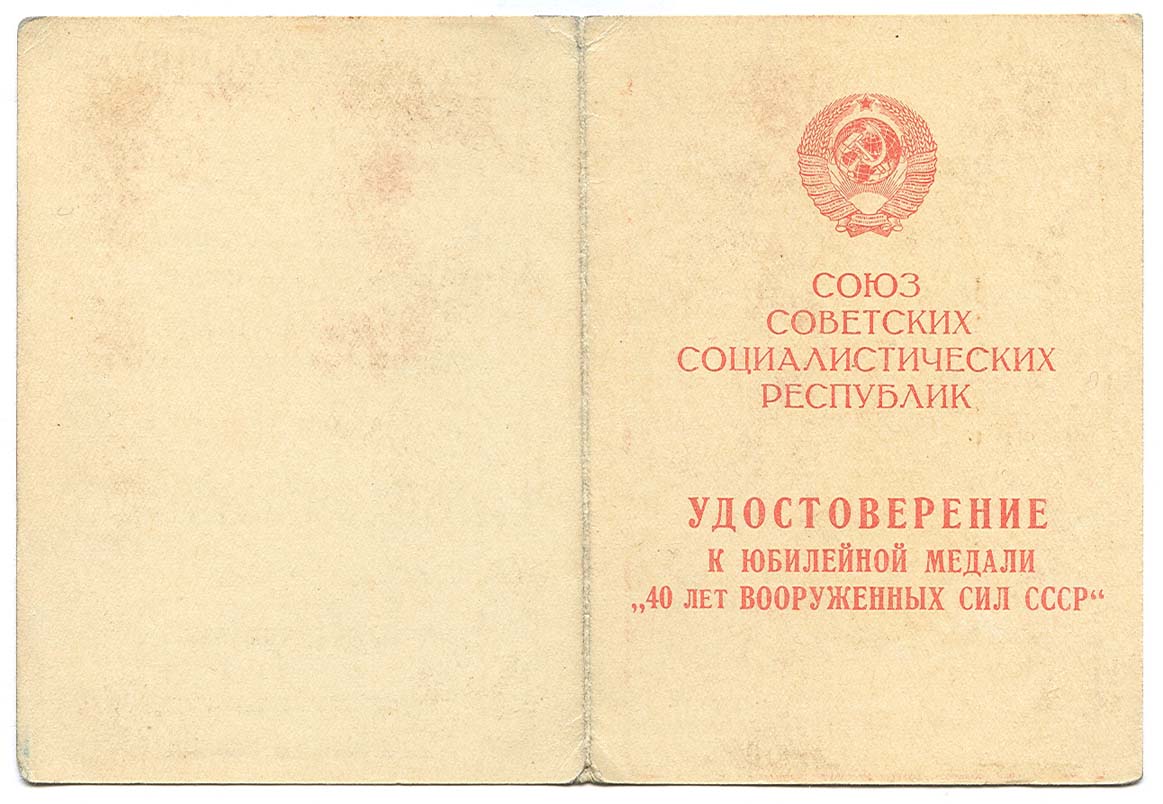 СОЮЗ
СОВЕТСКИХ
СОЦИАЛИСТИЧЕСКИХ
РЕСПУБЛИК
УДОСТОВЕРЕНИЕ
К ЮБИЛЕЙНОЙ МЕДАЛИ
„40 ЛЕТ ВООРУЖЕННЫХ СИЛ СССР“